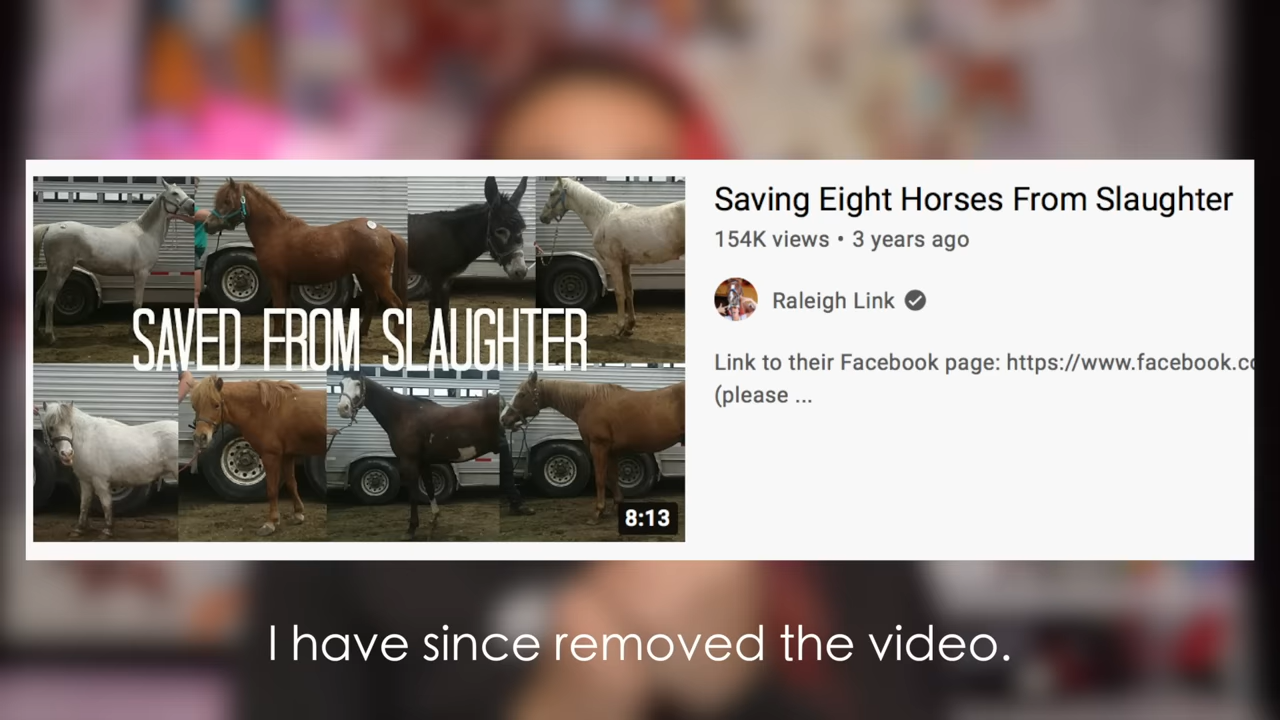 SAVED FROM SLAUGHTER
8:13
Saving Eight Horses From Slaughter
154K views • 3 years ago
Raleigh Link
Link to their Facebook page: https://www.facebook.co
(please ...
I have since removed the video.